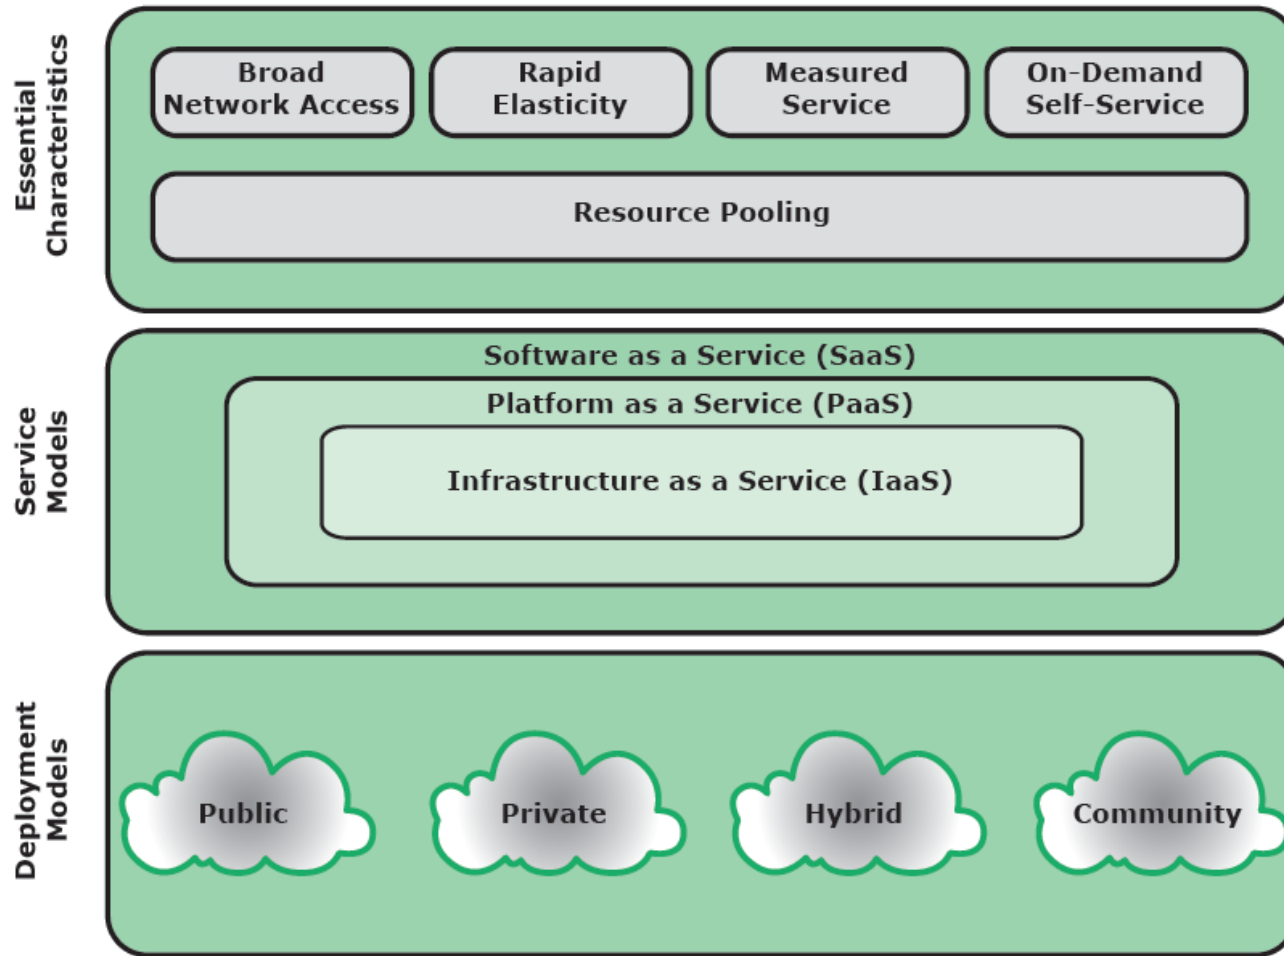 Essential
Characteristics
Broad
Network Access
Rapid
Elasticity
Measured
Service
On-Demand
Self-Service
Resource Pooling
Service
Models
Software as a Service (SaaS)
Platform as a Service (PaaS)
Infrastructure as a Service (IaaS)
Deployment
Models
Public
Private
Hybrid
Community